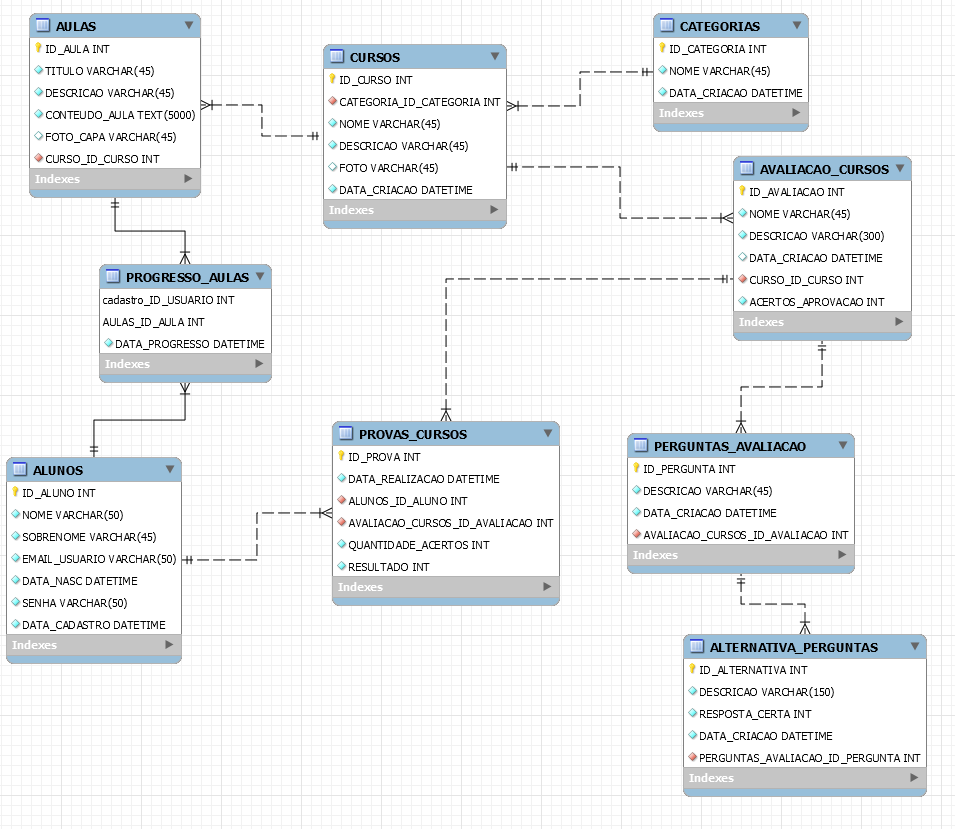 AULAS
ID_AULA INT
TITULO VARCHAR(45)
DESCRICAO VARCHAR(45)
CONTEUDO_AULA TEXT(5000)
FOTO_CAPA VARCHAR(45)
CURSO_ID_CURSO INT
Indexes
CURSOS
ID_CURSO INT
CATEGORIA_ID_CATEGORIA INT
NOME VARCHAR(45)
DESCRICAO VARCHAR(45)
FOTO VARCHAR(45)
DATA_CRIACAO DATETIME
Indexes
CATEGORIAS
ID_CATEGORIA INT
NOME VARCHAR(45)
DATA_CRIACAO DATETIME
Indexes
AVALIACAO_CURSOS
ID_AVALIACAO INT
NOME VARCHAR(45)
DESCRICAO VARCHAR(300)
DATA_CRIACAO DATETIME
CURSO_ID_CURSO INT
ACERTOS_APROVACAO INT
Indexes
PROGRESSO_AULAS
cadastro_ID_USUARIO INT
AULAS_ID_AULA INT
DATA_PROGRESSO DATETIME
Indexes
ALUNOS
ID_ALUNO INT
NOME VARCHAR(50)
SOBRENOME VARCHAR(45)
EMAIL_USUARIO VARCHAR(50)
DATA_NASC DATETIME
SENHA VARCHAR(50)
DATA_CADASTRO DATETIME
Indexes
PROVAS_CURSOS
ID_PROVA INT
DATA_REALIZACAO DATETIME
ALUNOS_ID_ALUNO INT
AVALIACAO_CURSOS_ID_AVALIACAO INT
QUANTIDADE_ACERTOS INT
RESULTADO INT
Indexes
PERGUNTAS_AVALIACAO
ID_PERGUNTA INT
DESCRICAO VARCHAR(45)
DATA_CRIACAO DATETIME
AVALIACAO_CURSOS_ID_AVALIACAO INT
Indexes
ALTERNATIVA_PERGUNTAS
ID_ALTERNATIVA INT
DESCRICAO VARCHAR(150)
RESPOSTA_CERTA INT
DATA_CRIACAO DATETIME
PERGUNTAS_AVALIACAO_ID_PERGUNTA INT
Indexes